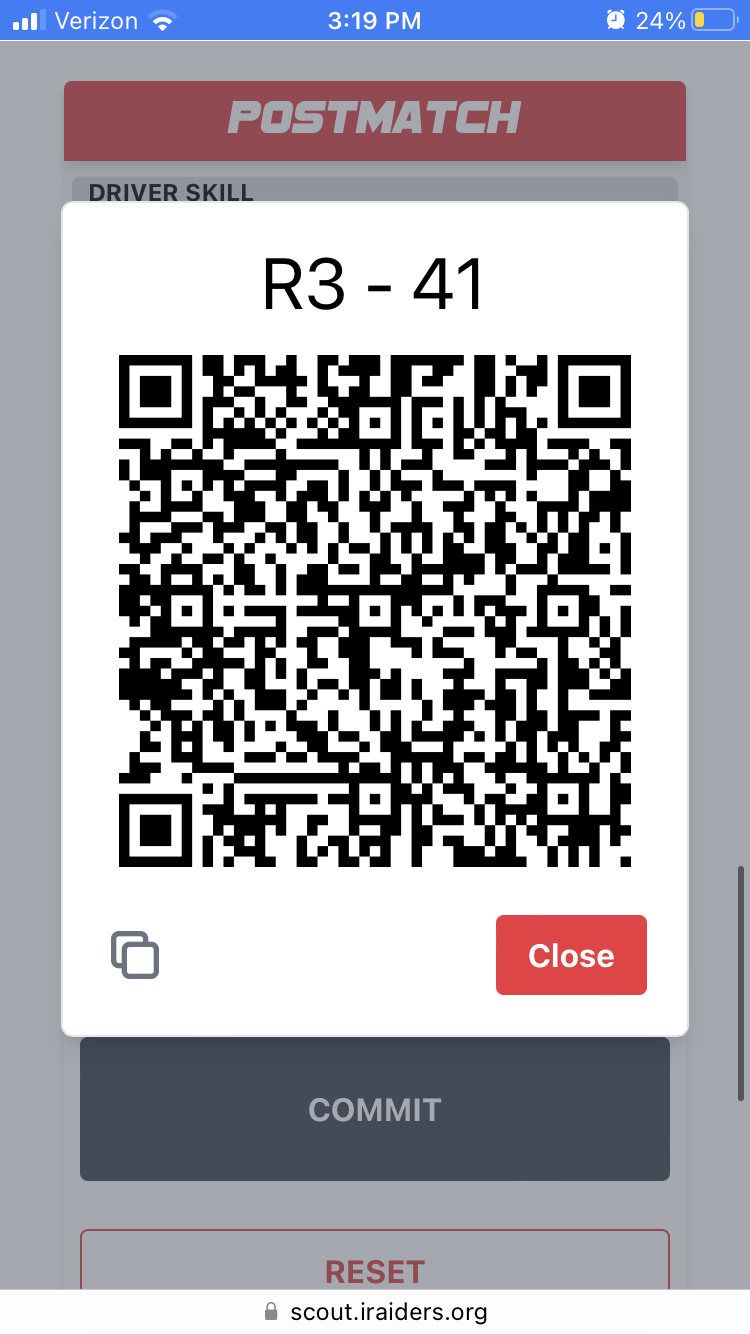 Verizon 3:19 PM 24%
POSTMATCH
DRIVER SKILL
R3 - 41
Close
COMMIT
RESET
scout.iraiders.org